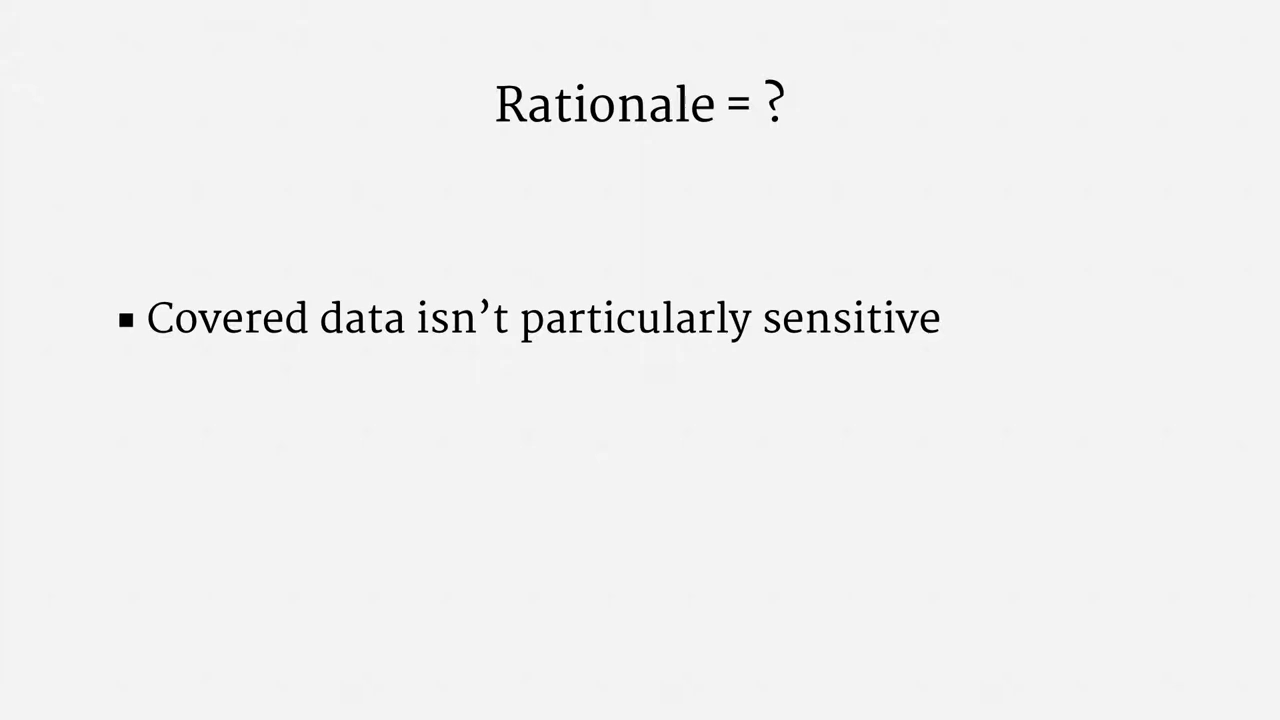 Rationale = ?
▪ Covered data isn’t particularly sensitive